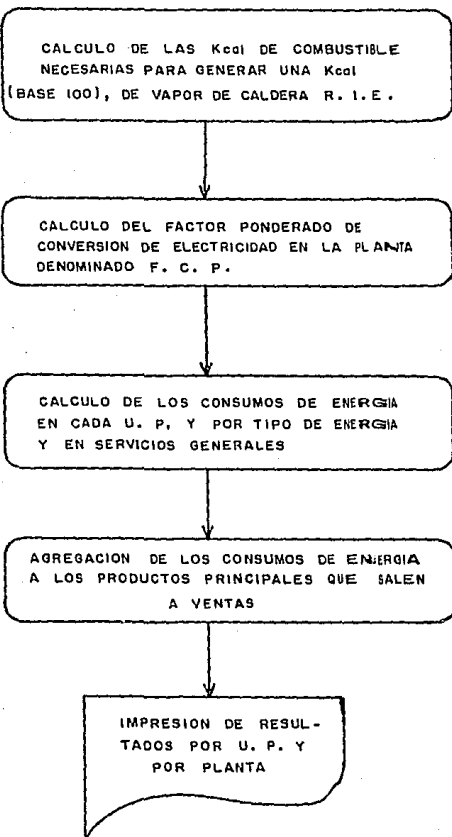 CALCULO DE LAS Kcal DE COMBUSTIBLE
NECESARIAS PARA GENERAR UNA Kcal
(BASE 100), DE VAPOR DE CALDERA R. I. E.
CALCULO DEL FACTOR PONDERADO DE
CONVERSION DE ELECTRICIDAD EN LA PLANTA
DENOMINADO F. C. P.
CALCULO DE LOS CONSUMOS DE ENERGIA
EN CADA U. P, Y POR TIPO DE ENERGIA
Y EN SERVICIOS GENERALES
AGREGACION DE LOS CONSUMOS DE ENERGIA
A LOS PRODUCTOS PRINCIPALES QUE SALEN
A VENTAS
IMPRESION DE RESUL-
TADOS POR U. P. Y
POR PLANTA